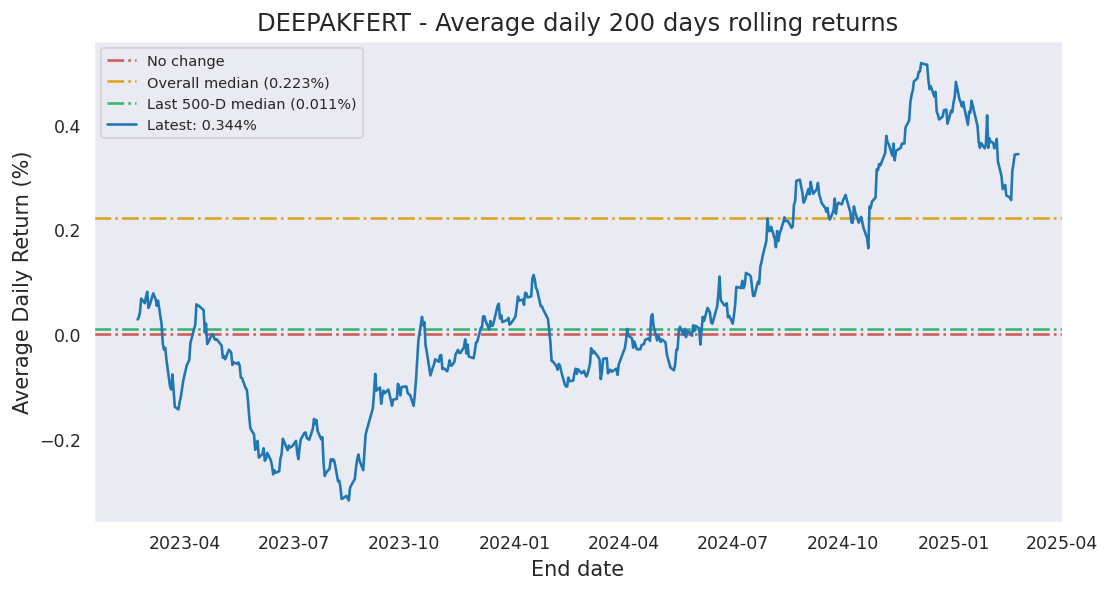 DEEPAKFERT - Average daily 200 days rolling returns
No change
Overall median (0.223%)
Last 500-D median (0.011%)
Latest: 0.344%
Average Daily Return (%)
0.4
0.2
0.0
−0.2
2023-04 2023-07 2023-10 2024-01 2024-04 2024-07 2024-10 2025-01 2025-04
End date